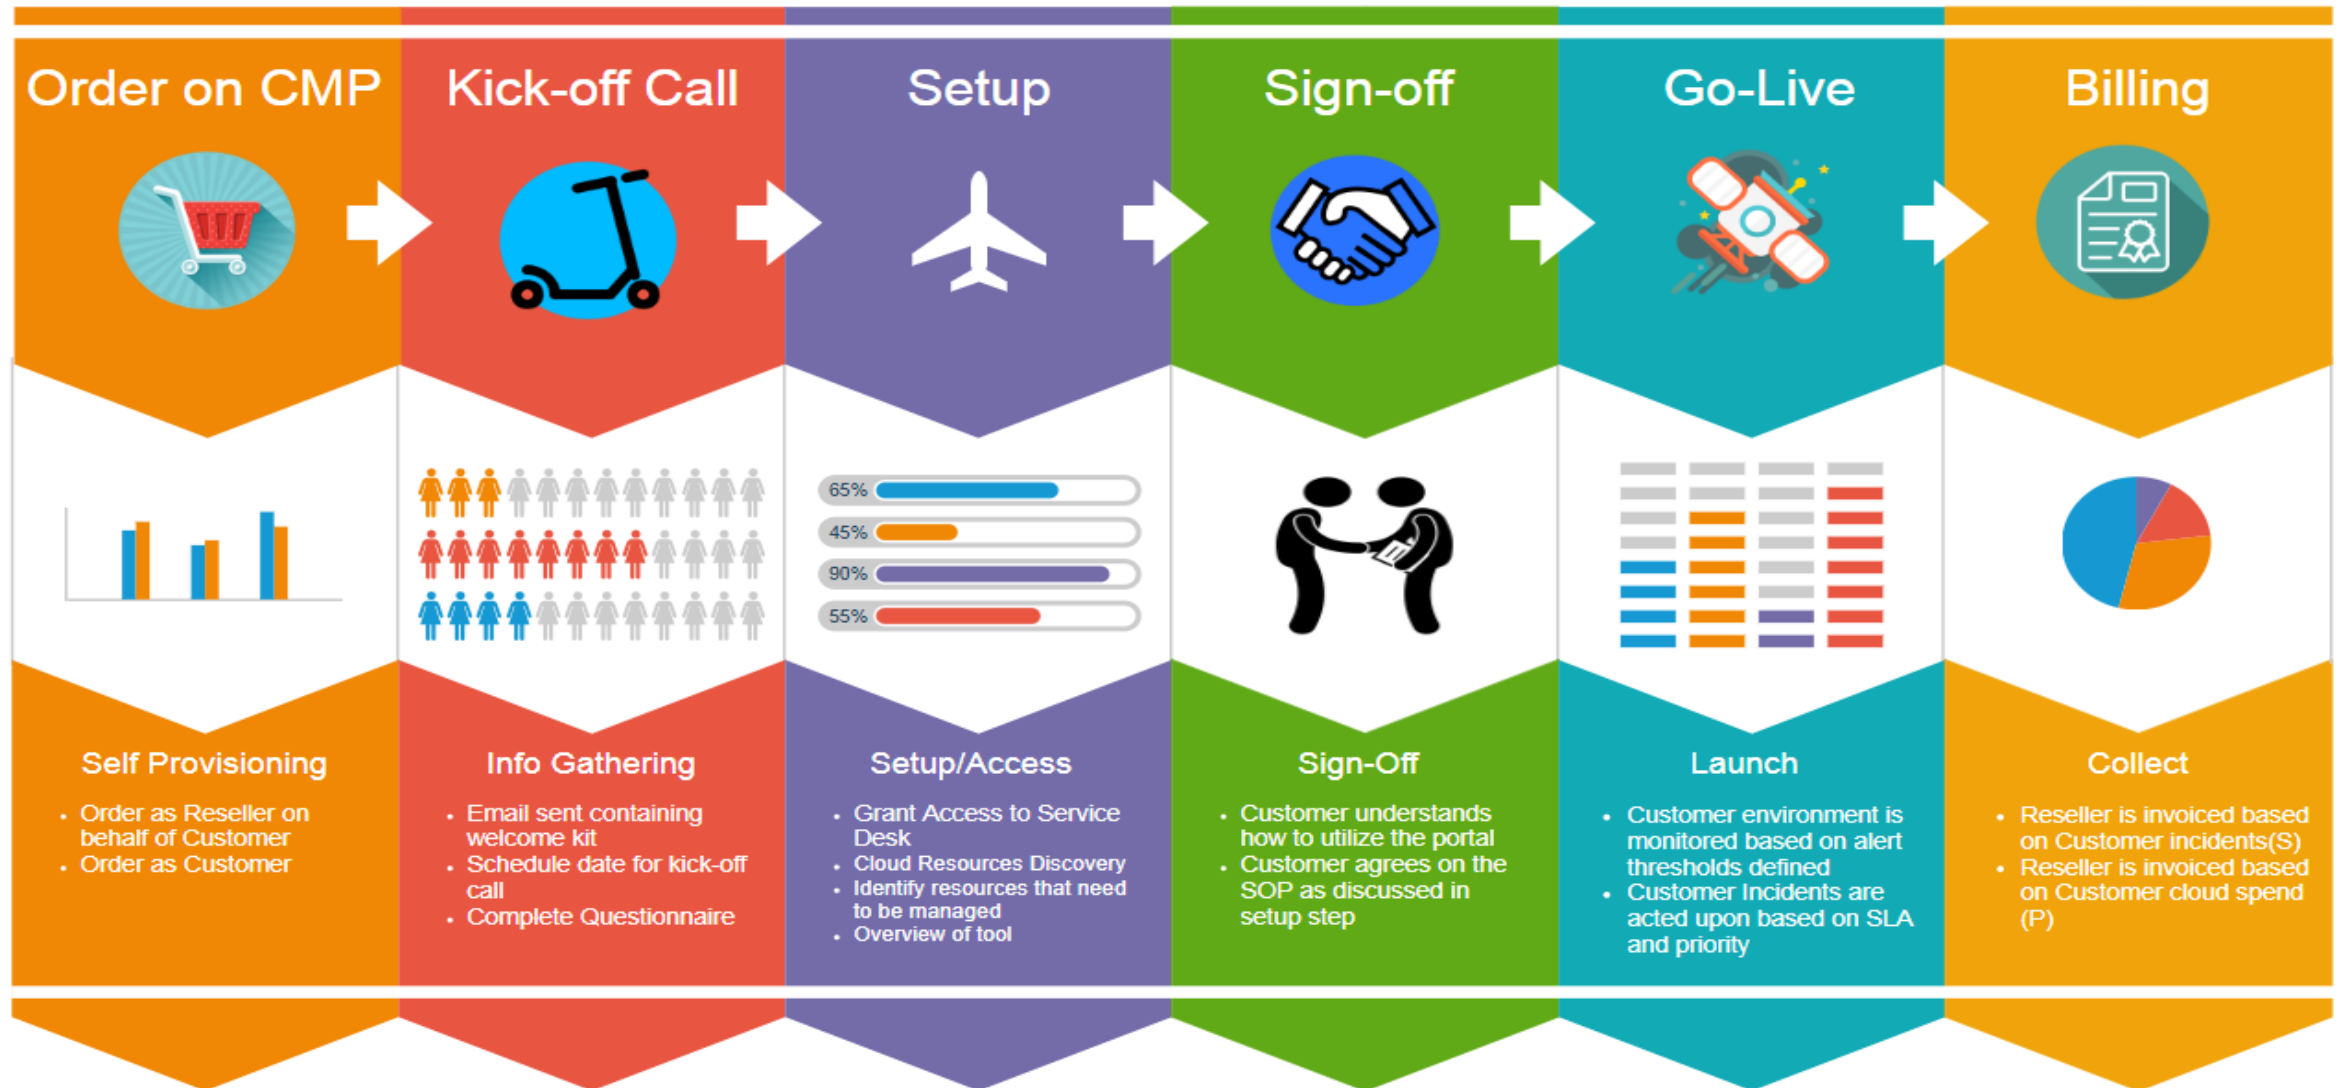 Order on CMP
Kick-off Call
Setup
Sign-off
Go-Live
Billing
65%
45%
90%
55%
Self Provisioning
• Order as Reseller on
behalf of Customer
• Order as Customer
Info Gathering
• Email sent containing
welcome kit
• Schedule date for kick-off
call
• Complete Questionnaire
Setup/Access
• Grant Access to Service
Desk
• Cloud Resources Discovery
• Identify resources that need
to be managed
• Overview of tool
Sign-Off
• Customer understands
how to utilize the portal
• Customer agrees on the
SOP as discussed in
setup step
Launch
• Customer environment is
monitored based on alert
thresholds defined
• Customer Incidents are
acted upon based on SLA
and priority
Collect
• Reseller is invoiced based
on Customer incidents(S)
• Reseller is invoiced based
on Customer cloud spend
(P)